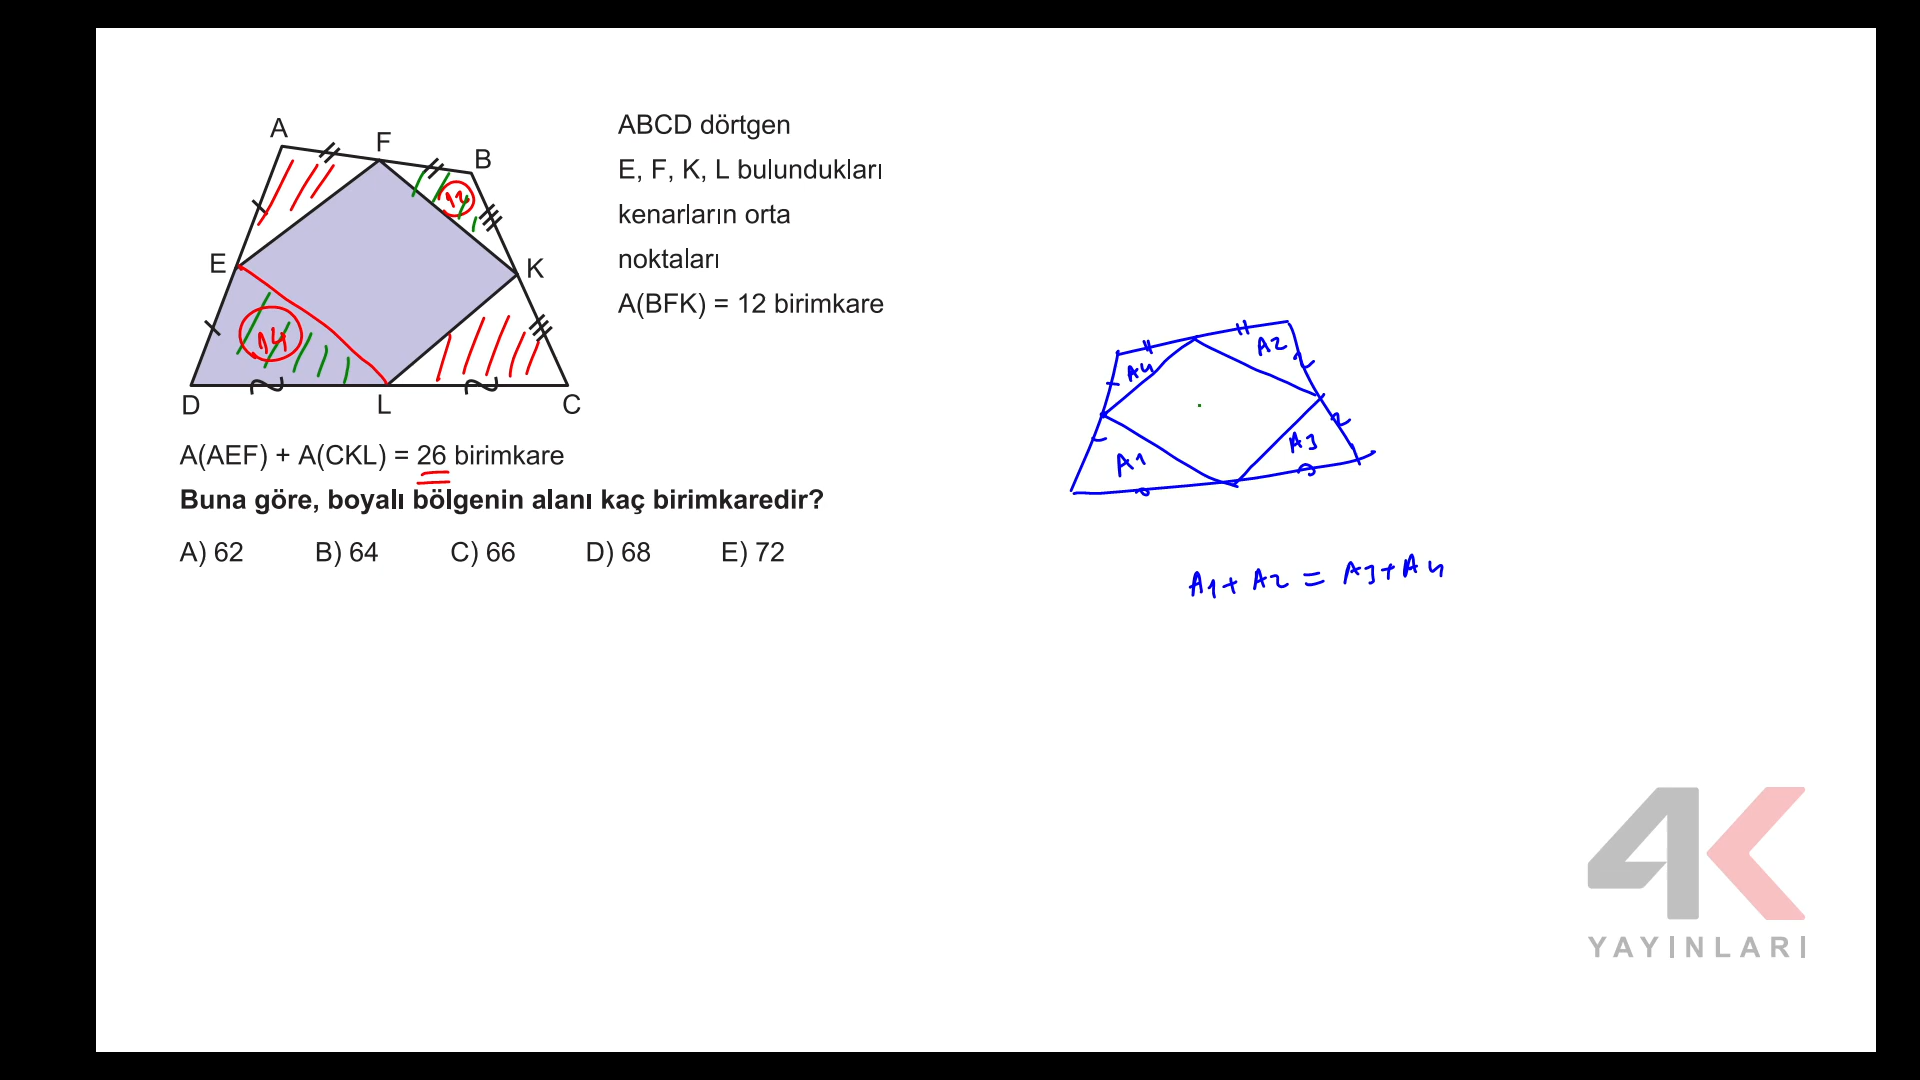 A
F
B
12
E
K
14
D
L
C
ABCD dörtgen
E, F, K, L bulundukları
kenarların orta
noktaları
A(BFK) = 12 birimkare
A(AEF) + A(CKL) = 26 birimkare
Buna göre, boyalı bölgenin alanı kaç birimkaredir?
A) 62 B) 64 C) 66 D) 68 E) 72
A4
A2
A1
A3
A1 + A2 = A3 + A4
4K
YAYINLARI